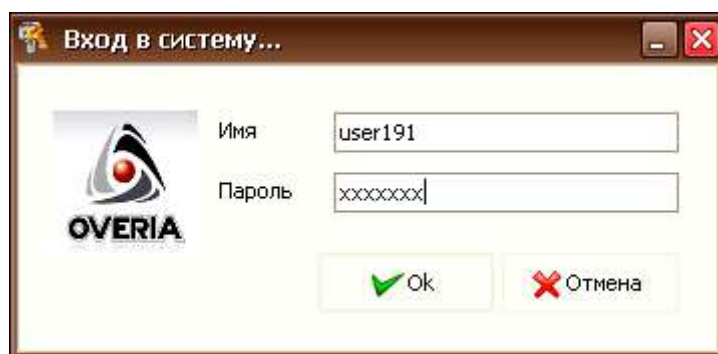 Вход в систему...
Имя
user191
Пароль
xxxxxxx
OVERIA
Ok
Отмена